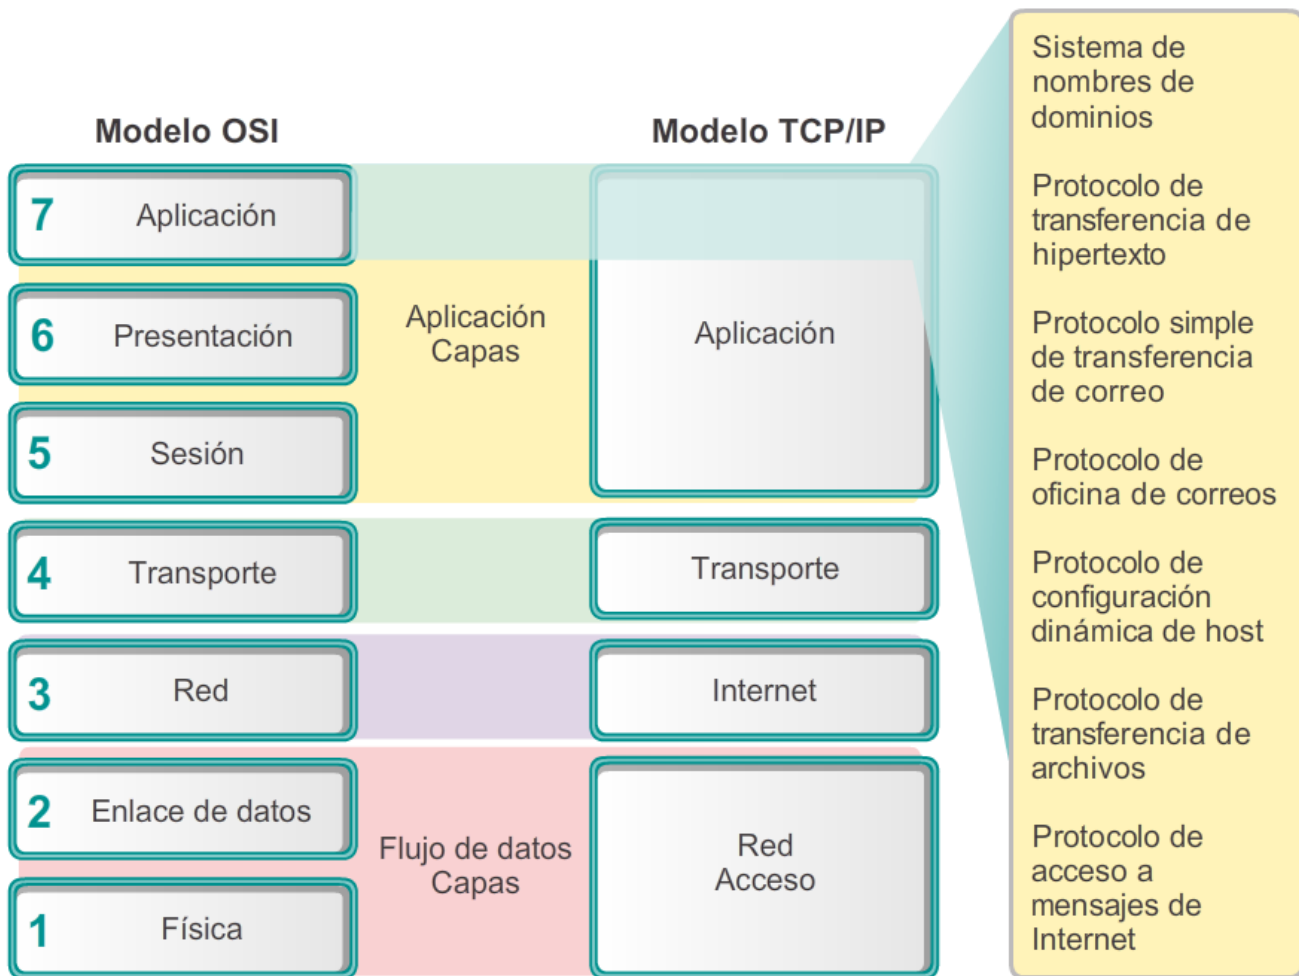 Modelo OSI
7 Aplicación
6 Presentación
5 Sesión
4 Transporte
3 Red
2 Enlace de datos
1 Física
Aplicación
Capas
Flujo de datos
Capas
Modelo TCP/IP
Aplicación
Transporte
Internet
Red
Acceso
Sistema de
nombres de
dominios
Protocolo de
transferencia de
hipertexto
Protocolo simple
de transferencia
de correo
Protocolo de
oficina de correos
Protocolo de
configuración
dinámica de host
Protocolo de
transferencia de
archivos
Protocolo de
acceso a
mensajes de
Internet